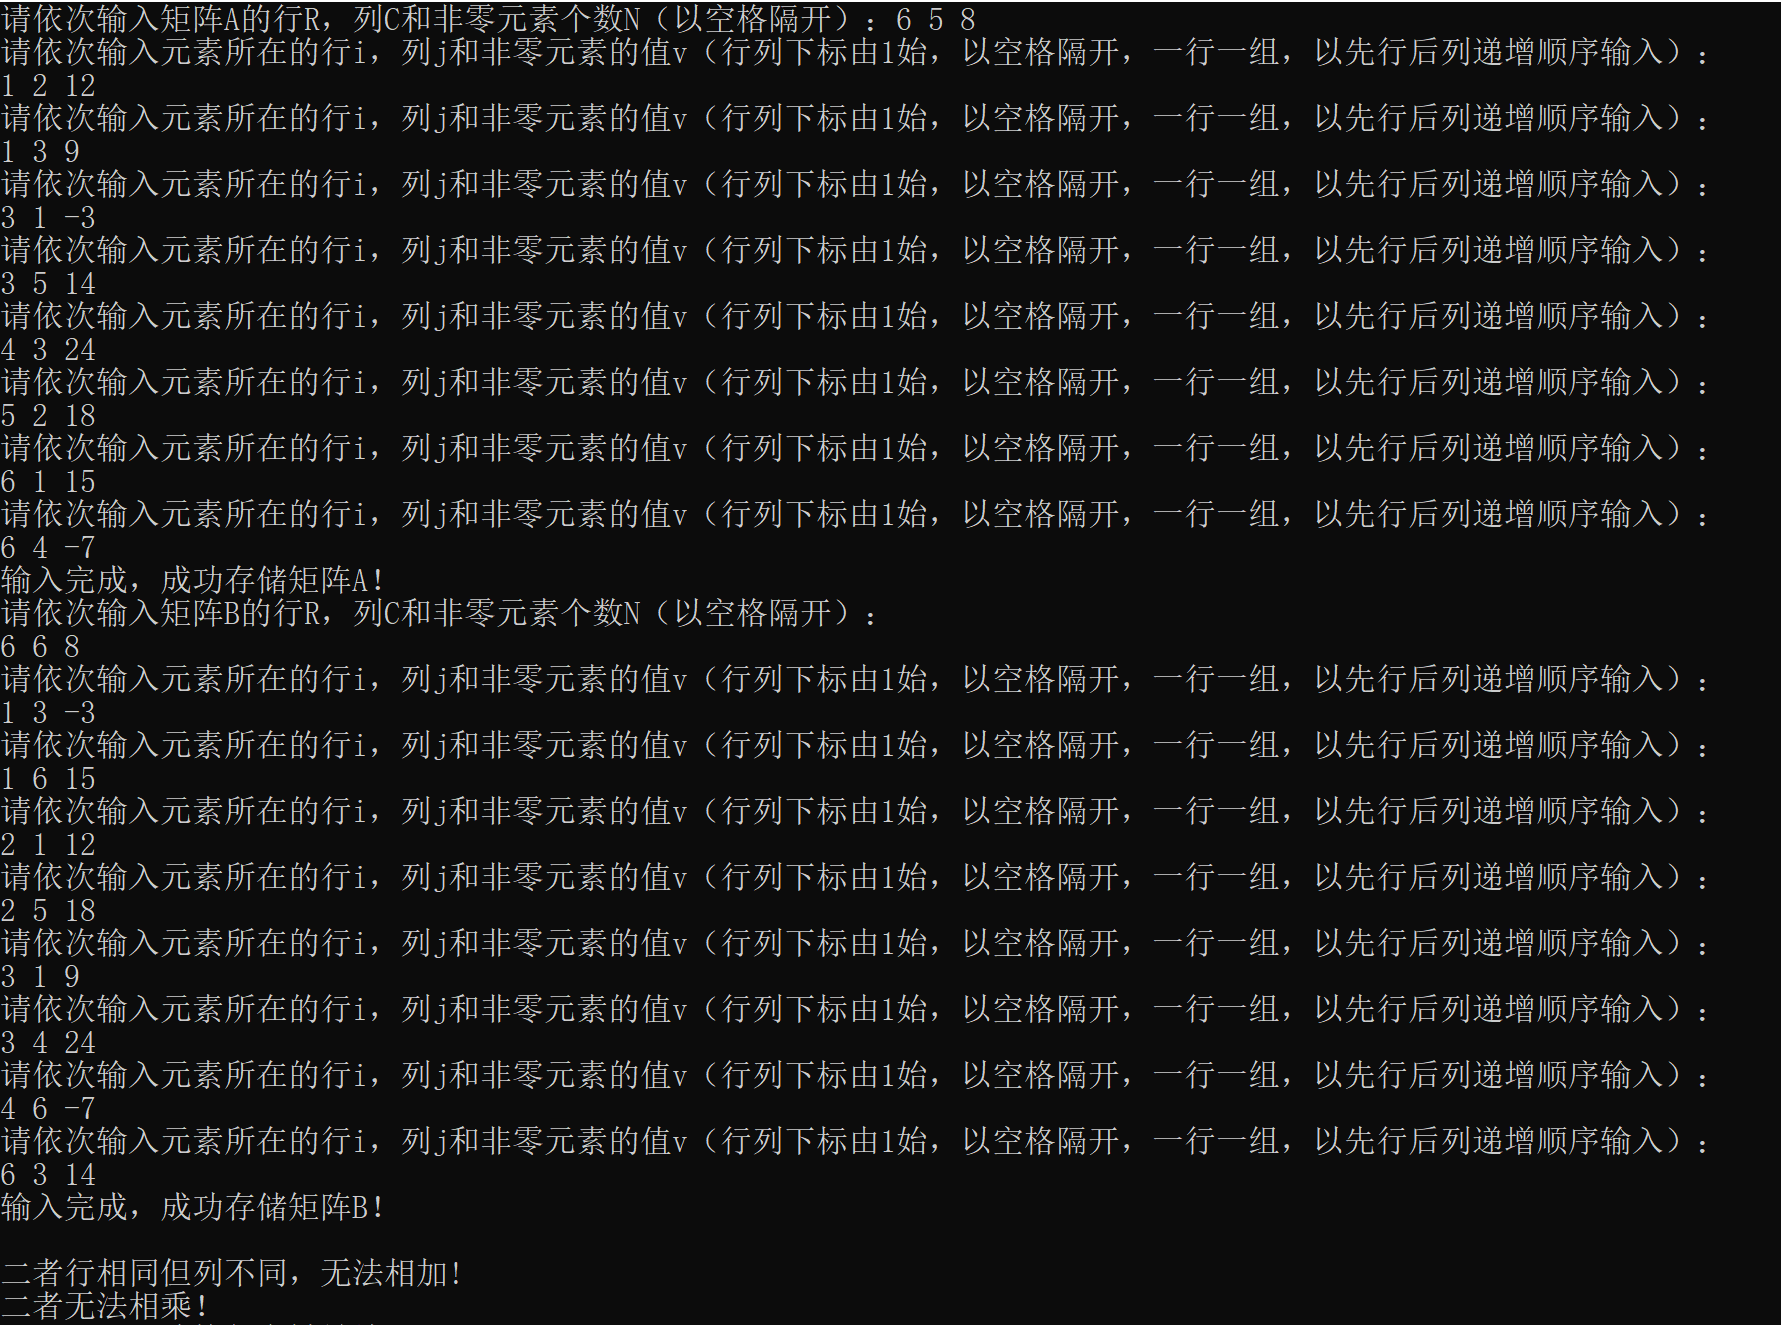 请依次输入矩阵A的行R，列C和非零元素个数N（以空格隔开）：6 5 8
请依次输入元素所在的行i，列j和非零元素的值v（行列下标由1始，以空格隔开，一行一组，以先行后列递增顺序输入）：
1 2 12
请依次输入元素所在的行i，列j和非零元素的值v（行列下标由1始，以空格隔开，一行一组，以先行后列递增顺序输入）：
1 3 9
请依次输入元素所在的行i，列j和非零元素的值v（行列下标由1始，以空格隔开，一行一组，以先行后列递增顺序输入）：
3 1 -3
请依次输入元素所在的行i，列j和非零元素的值v（行列下标由1始，以空格隔开，一行一组，以先行后列递增顺序输入）：
3 5 14
请依次输入元素所在的行i，列j和非零元素的值v（行列下标由1始，以空格隔开，一行一组，以先行后列递增顺序输入）：
4 3 24
请依次输入元素所在的行i，列j和非零元素的值v（行列下标由1始，以空格隔开，一行一组，以先行后列递增顺序输入）：
5 2 18
请依次输入元素所在的行i，列j和非零元素的值v（行列下标由1始，以空格隔开，一行一组，以先行后列递增顺序输入）：
6 1 15
请依次输入元素所在的行i，列j和非零元素的值v（行列下标由1始，以空格隔开，一行一组，以先行后列递增顺序输入）：
6 4 -7
输入完成，成功存储矩阵A！
请依次输入矩阵B的行R，列C和非零元素个数N（以空格隔开）：
6 6 8
请依次输入元素所在的行i，列j和非零元素的值v（行列下标由1始，以空格隔开，一行一组，以先行后列递增顺序输入）：
1 3 -3
请依次输入元素所在的行i，列j和非零元素的值v（行列下标由1始，以空格隔开，一行一组，以先行后列递增顺序输入）：
1 6 15
请依次输入元素所在的行i，列j和非零元素的值v（行列下标由1始，以空格隔开，一行一组，以先行后列递增顺序输入）：
2 1 12
请依次输入元素所在的行i，列j和非零元素的值v（行列下标由1始，以空格隔开，一行一组，以先行后列递增顺序输入）：
2 5 18
请依次输入元素所在的行i，列j和非零元素的值v（行列下标由1始，以空格隔开，一行一组，以先行后列递增顺序输入）：
3 1 9
请依次输入元素所在的行i，列j和非零元素的值v（行列下标由1始，以空格隔开，一行一组，以先行后列递增顺序输入）：
3 4 24
请依次输入元素所在的行i，列j和非零元素的值v（行列下标由1始，以空格隔开，一行一组，以先行后列递增顺序输入）：
4 6 -7
请依次输入元素所在的行i，列j和非零元素的值v（行列下标由1始，以空格隔开，一行一组，以先行后列递增顺序输入）：
6 3 14
输入完成，成功存储矩阵B！
二者行相同但列不同，无法相加！
二者无法相乘！